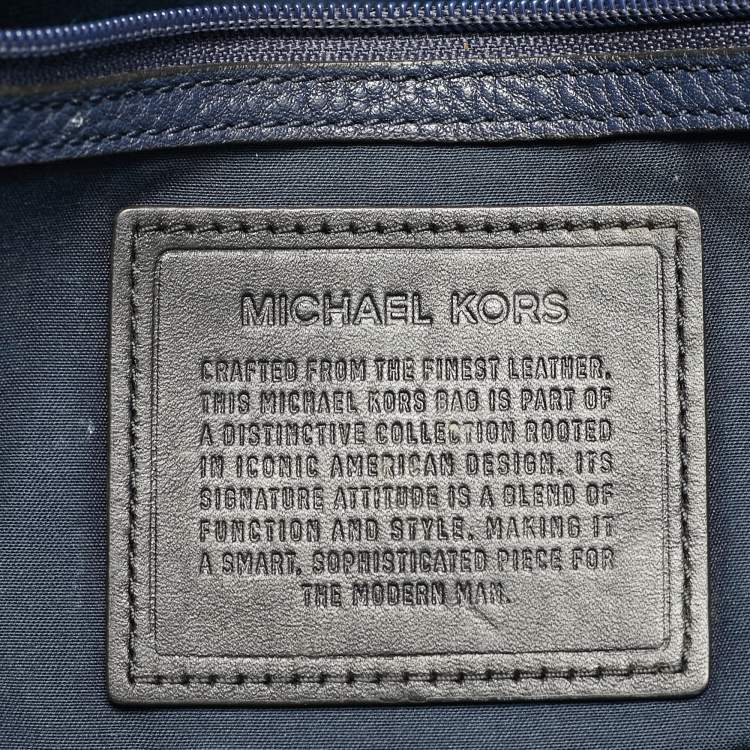 MICHAEL KORS
CRAFTED FROM THE FINEST LEATHER,
THIS MICHAEL KORS BAG IS PART OF
A DISTINCTIVE COLLECTION ROOTED
IN ICONIC AMERICAN DESIGN. ITS
SIGNATURE ATTITUDE IS A BLEND OF
FUNCTION AND STYLE, MAKING IT
A SMART, SOPHISTICATED PIECE FOR
THE MODERN MAN.